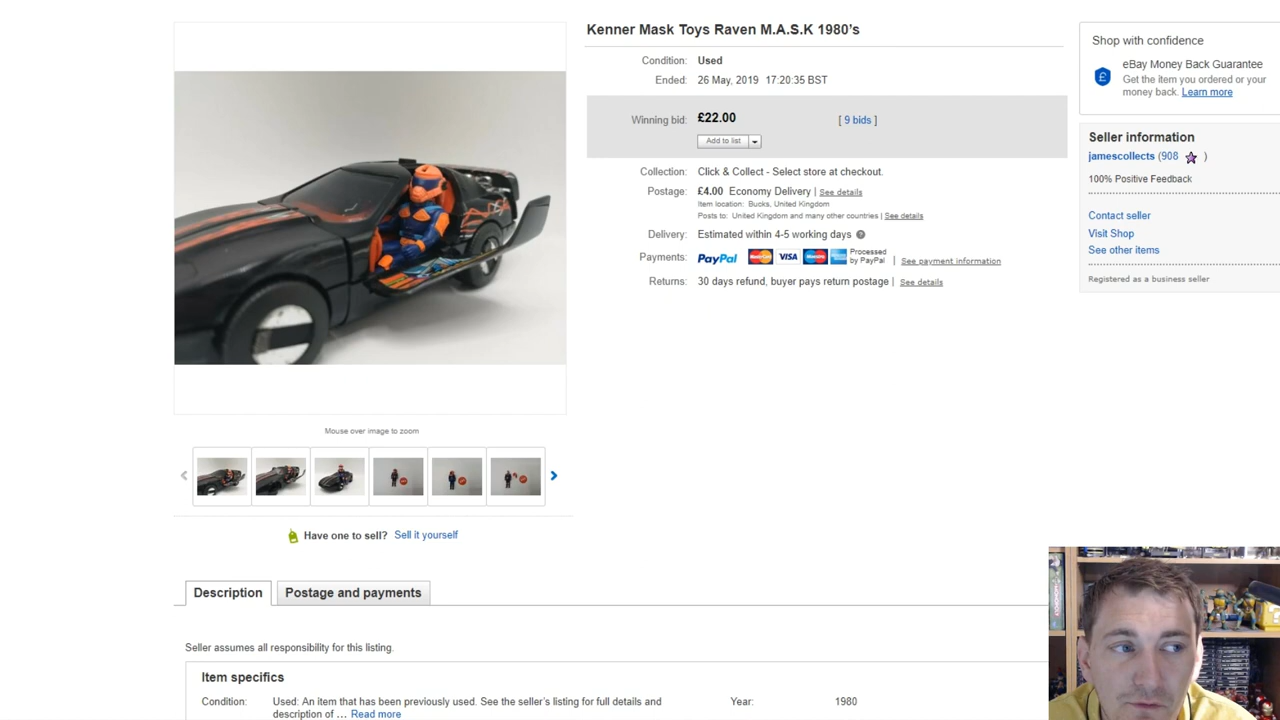 Kenner Mask Toys Raven M.A.S.K 1980's
Condition: Used
Ended: 26 May, 2019 17:20:35 BST
Winning bid: £22.00 [ 9 bids ]
Add to list
Collection: Click & Collect - Select store at checkout.
Postage: £4.00 Economy Delivery | See details
Item location: Bucks, United Kingdom
Posts to: United Kingdom and many other countries | See details
Delivery: Estimated within 4-5 working days
Payments: PayPal MasterCard VISA Maestro Processed by PayPal | See payment information
Returns: 30 days refund, buyer pays return postage | See details
Shop with confidence
eBay Money Back Guarantee
Get the item you ordered or your
money back. Learn more
Seller information
jamescollects (908 )
100% Positive Feedback
Contact seller
Visit Shop
See other items
Registered as a business seller
Mouse over image to zoom
Have one to sell? Sell it yourself
Description
Postage and payments
Seller assumes all responsibility for this listing.
Item specifics
Condition: Used: An item that has been previously used. See the seller's listing for full details and
description of … Read more
Year: 1980